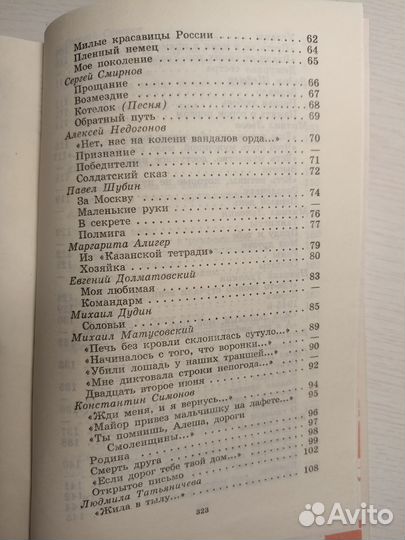 Милые красавицы России . . . . . . 62
Пленный немец . . . . . . 64
Мое поколение . . . . . . 65
Сергей Смирнов
Прощание . . . . . . 66
Возмездие . . . . . . 67
Котелок (Песня) . . . . . . 68
Обратный путь . . . . . . 69
Алексей Недогонов
«Нет, нас на колени вандалов орда...» . . 70
Признание . . . . . . —
Победители . . . . . . 71
Солдатский сказ . . . . . . 72
Павел Шубин
За Москву . . . . . . 74
Маленькие руки . . . . . . —
В секрете . . . . . . 76
Полмига . . . . . . 77
Маргарита Алигер
Из «Казанской тетради» . . . . . . 79
Хозяйка . . . . . . 80
Евгений Долматовский
Моя любимая . . . . . . 83
Командарм . . . . . . —
Михаил Дудин
Соловьи . . . . . . 85
Михаил Матусовский
«Печь без кровли склонилась сутуло...» . 89
«Начиналось с того, что воронки...» . . —
«Убили лошадь у наших траншей...» . . 90
«Мне диктовала строки непогода...» . . —
Двадцать второе июня . . . . . . 92
Константин Симонов
«Жди меня, и я вернусь...» . . . . 94
«Майор привез мальчишку на лафете...» . 95
«Ты помнишь, Алеша, дороги
Смоленщины...» . . . . . . 96
Родина . . . . . . 97
Смерть друга . . . . . . 98
«Если дорог тебе твой дом...» . . . 99
Открытое письмо . . . . . . 102
Людмила Татьяничева
«Жила в тылу...» . . . . . . 108
323
Avito